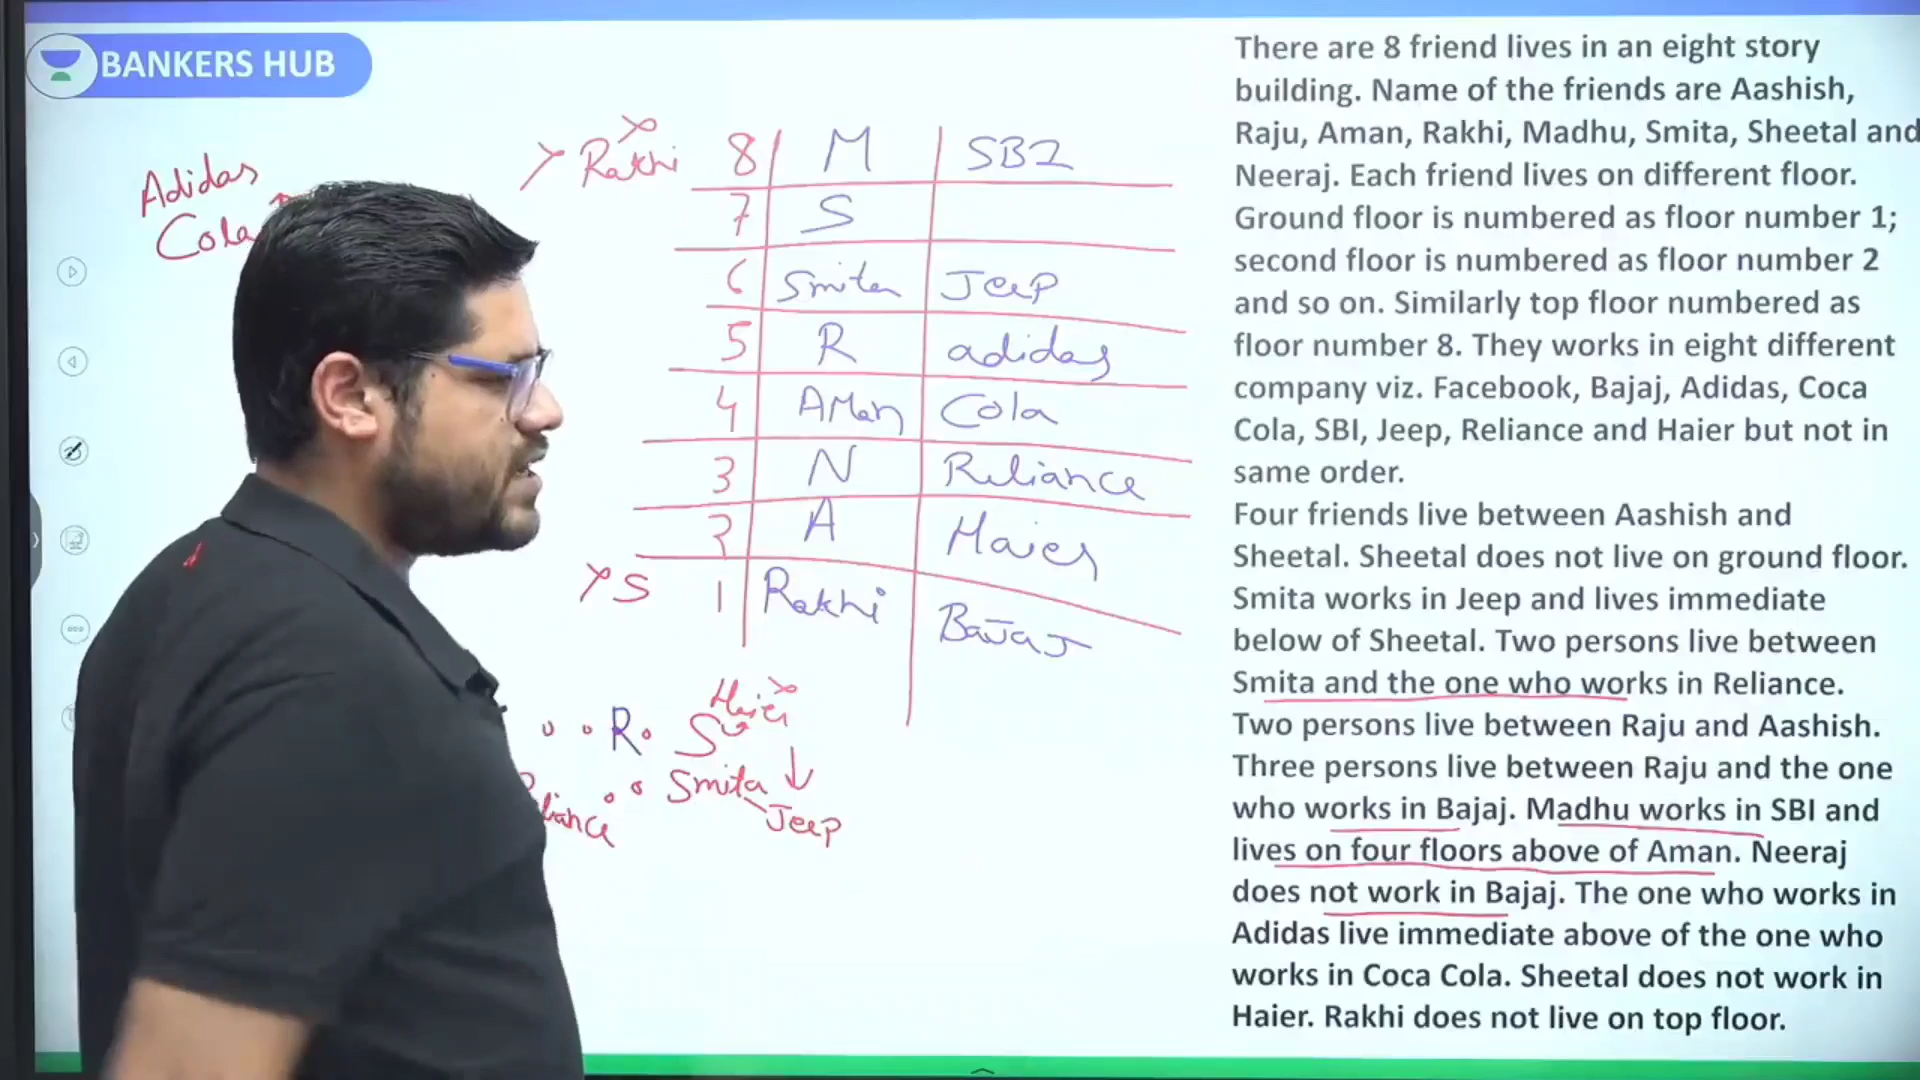 BANKERS HUB
There are 8 friend lives in an eight story
building. Name of the friends are Aashish,
Raju, Aman, Rakhi, Madhu, Smita, Sheetal and
Neeraj. Each friend lives on different floor.
Ground floor is numbered as floor number 1;
second floor is numbered as floor number 2
and so on. Similarly top floor numbered as
floor number 8. They works in eight different
company viz. Facebook, Bajaj, Adidas, Coca
Cola, SBI, Jeep, Reliance and Haier but not in
same order.
Four friends live between Aashish and
Sheetal. Sheetal does not live on ground floor.
Smita works in Jeep and lives immediate
below of Sheetal. Two persons live between
Smita and the one who works in Reliance.
Two persons live between Raju and Aashish.
Three persons live between Raju and the one
who works in Bajaj. Madhu works in SBI and
lives on four floors above of Aman. Neeraj
does not work in Bajaj. The one who works in
Adidas live immediate above of the one who
works in Coca Cola. Sheetal does not work in
Haier. Rakhi does not live on top floor.
Adidas
Cola
Rakhi 8 M SBI
7 S
6 Smita Jeep
5 R adidas
4 AMan Cola
3 N Reliance
2 A Haier
S 1 Rakhi Bajaj
Haier
R S
Smita
Jeep